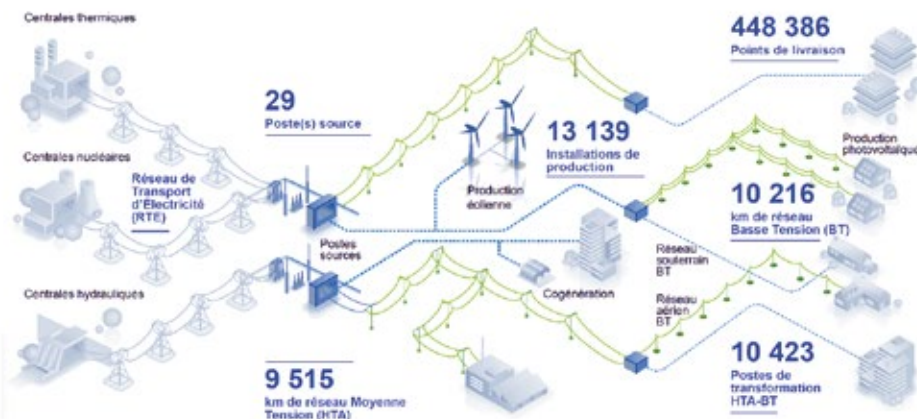 Centrales thermiques
448 386
Points de livraison
29
Poste(s) source
13 139
Installations de
production
Production
photovoltaïque
Centrales nucléaires
Réseau de
Transport
d'Electricité
(RTE)
Production
éolienne
10 216
km de réseau
Basse Tension (BT)
Postes
sources
Réseau
souterrain
BT
Centrales hydrauliques
Cogénération
Réseau
aérien
BT
9 515
km de réseau Moyenne
Tension (HTA)
10 423
Postes de
transformation
HTA-BT